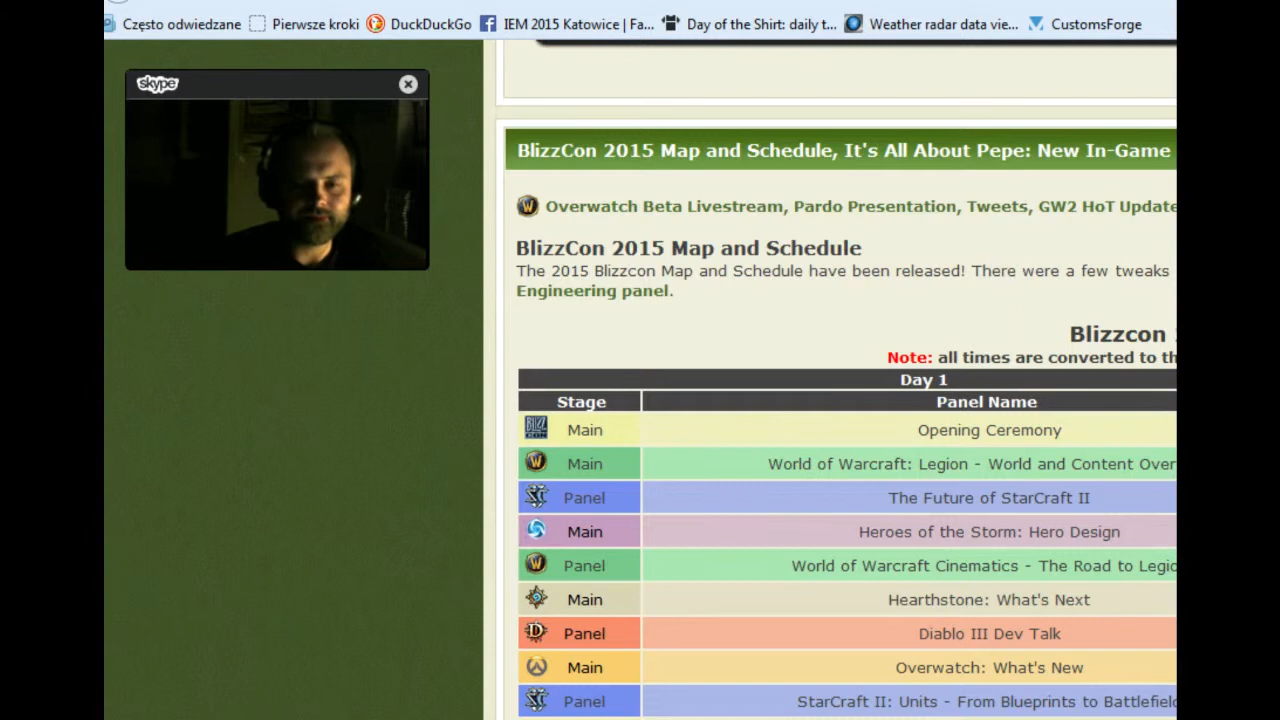 Często odwiedzane Pierwsze kroki DuckDuckGo IEM 2015 Katowice | Fa... Day of the Shirt: daily t... Weather radar data vie... CustomsForge
skype
BlizzCon 2015 Map and Schedule, It's All About Pepe: New In-Game
Overwatch Beta Livestream, Pardo Presentation, Tweets, GW2 HoT Update
BlizzCon 2015 Map and Schedule
The 2015 Blizzcon Map and Schedule have been released! There were a few tweaks
Engineering panel.
Blizzcon
Note: all times are converted to th
Day 1
Stage Panel Name
Main Opening Ceremony
Main World of Warcraft: Legion - World and Content Over
Panel The Future of StarCraft II
Main Heroes of the Storm: Hero Design
Panel World of Warcraft Cinematics - The Road to Legio
Main Hearthstone: What's Next
Panel Diablo III Dev Talk
Main Overwatch: What's New
Panel StarCraft II: Units - From Blueprints to Battlefield